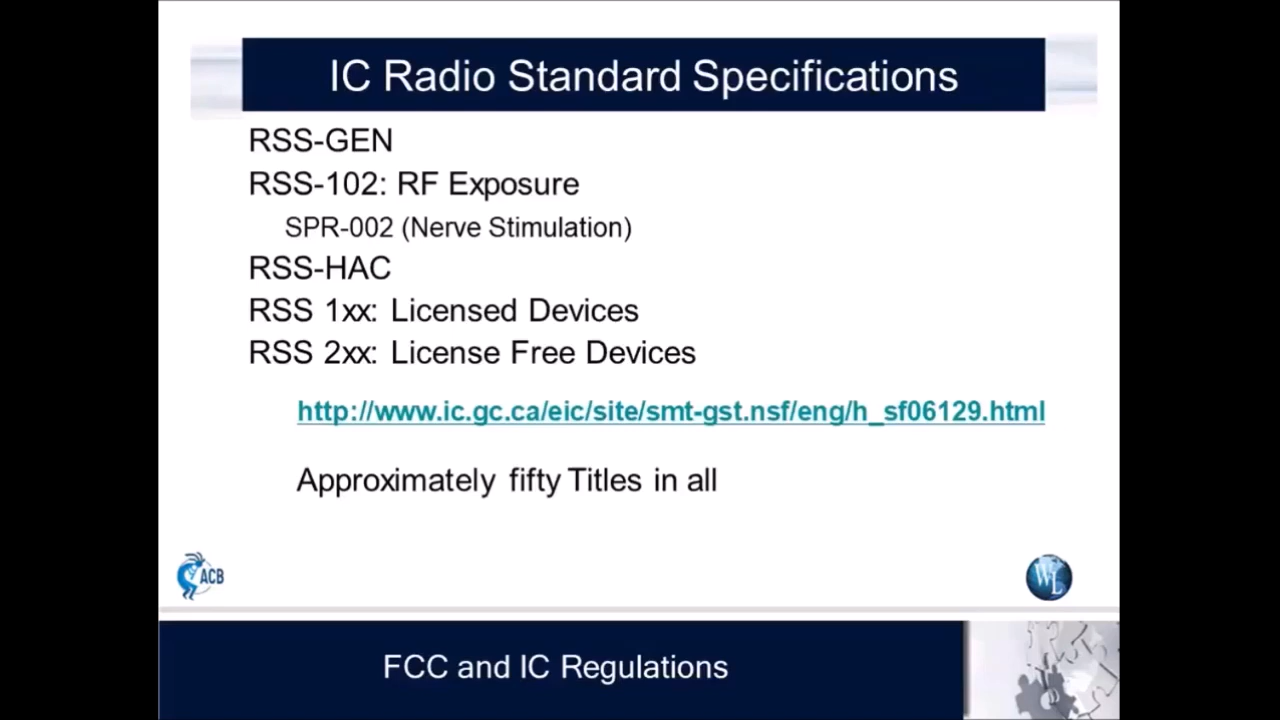 IC Radio Standard Specifications
RSS-GEN
RSS-102: RF Exposure
SPR-002 (Nerve Stimulation)
RSS-HAC
RSS 1xx: Licensed Devices
RSS 2xx: License Free Devices
http://www.ic.gc.ca/eic/site/smt-gst.nsf/eng/h_sf06129.html
Approximately fifty Titles in all
ACB
WL
FCC and IC Regulations